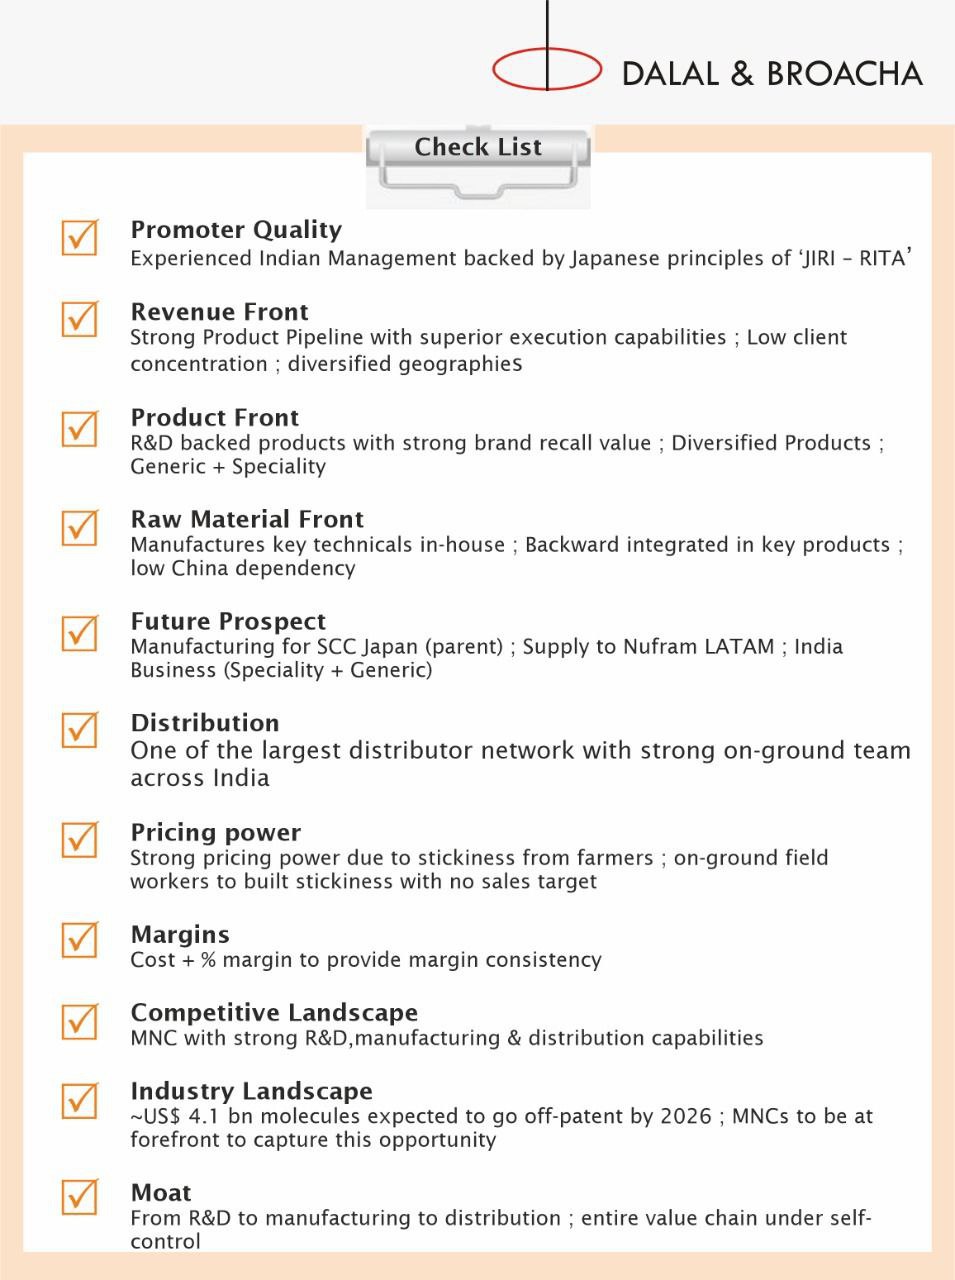 DALAL & BROACHA
Check List
Promoter Quality
Experienced Indian Management backed by Japanese principles of ‘JIRI – RITA’
Revenue Front
Strong Product Pipeline with superior execution capabilities ; Low client
concentration ; diversified geographies
Product Front
R&D backed products with strong brand recall value ; Diversified Products ;
Generic + Speciality
Raw Material Front
Manufactures key technicals in-house ; Backward integrated in key products ;
low China dependency
Future Prospect
Manufacturing for SCC Japan (parent) ; Supply to Nufram LATAM ; India
Business (Speciality + Generic)
Distribution
One of the largest distributor network with strong on-ground team
across India
Pricing power
Strong pricing power due to stickiness from farmers ; on-ground field
workers to built stickiness with no sales target
Margins
Cost + % margin to provide margin consistency
Competitive Landscape
MNC with strong R&D,manufacturing & distribution capabilities
Industry Landscape
~US$ 4.1 bn molecules expected to go off-patent by 2026 ; MNCs to be at
forefront to capture this opportunity
Moat
From R&D to manufacturing to distribution ; entire value chain under self-
control